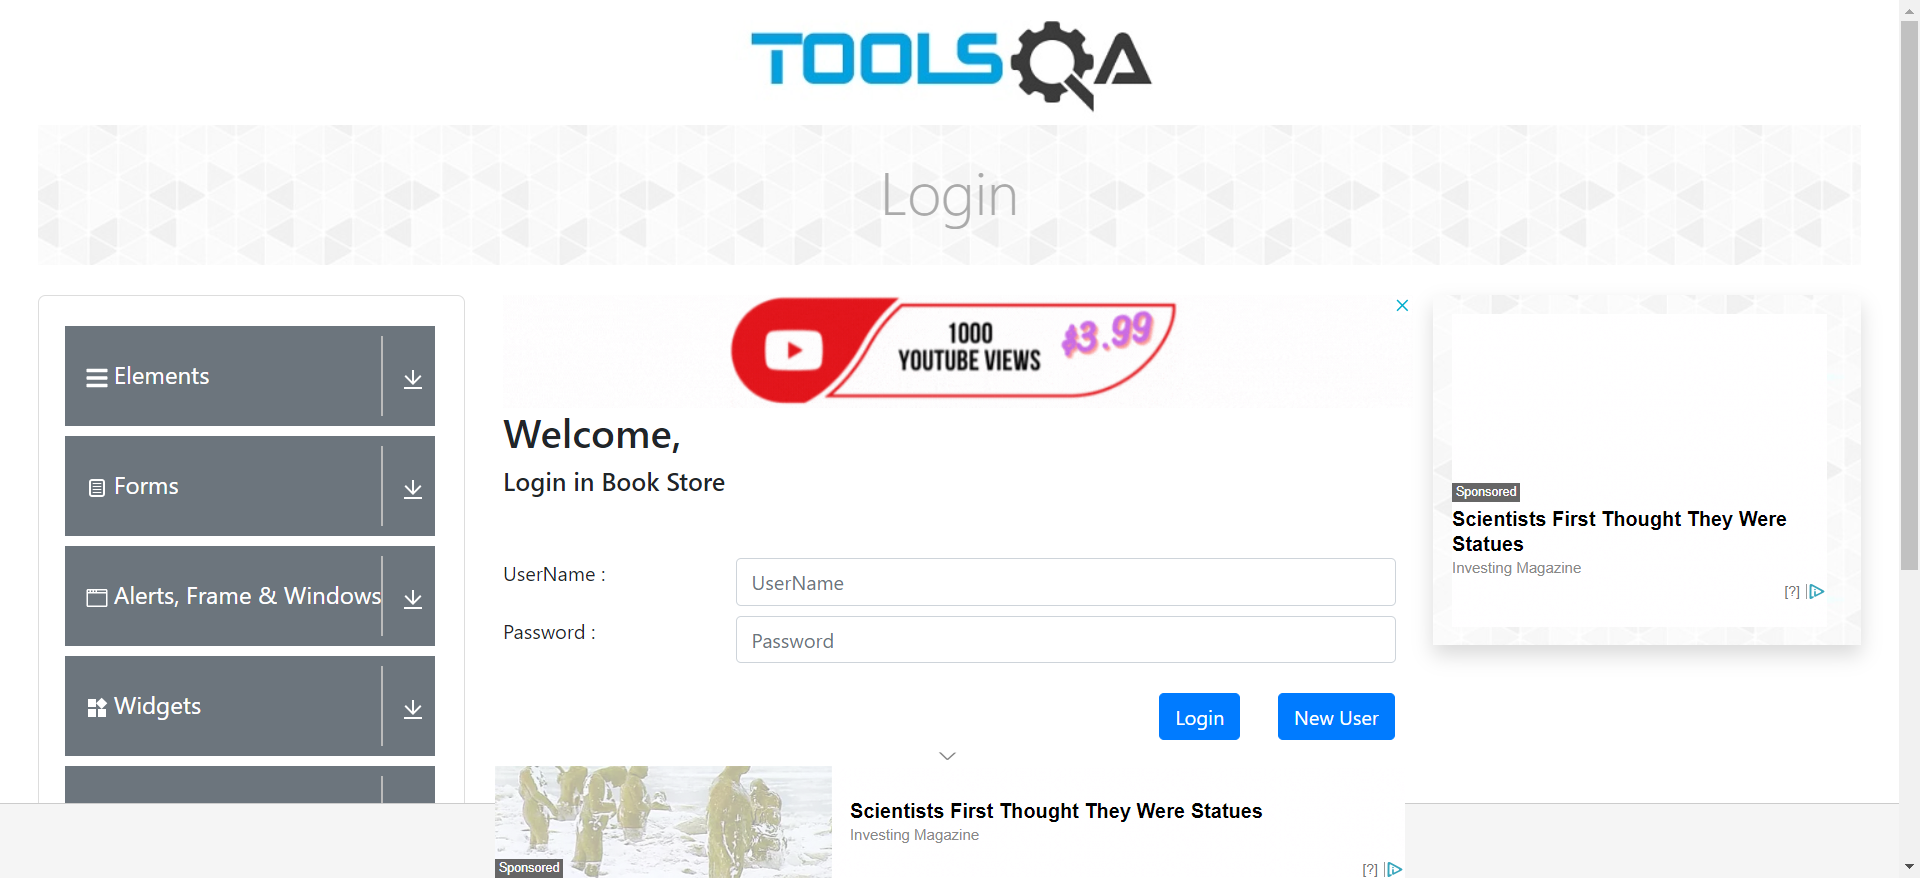 TOOLSQA
Login
Elements
Forms
Alerts, Frame & Windows
Widgets
1000
YOUTUBE VIEWS
$3.99
Welcome,
Login in Book Store
UserName :
UserName
Password :
Password
Login
New User
Sponsored
Scientists First Thought They Were
Statues
Investing Magazine
[?]
Scientists First Thought They Were Statues
Investing Magazine
Sponsored
[?]